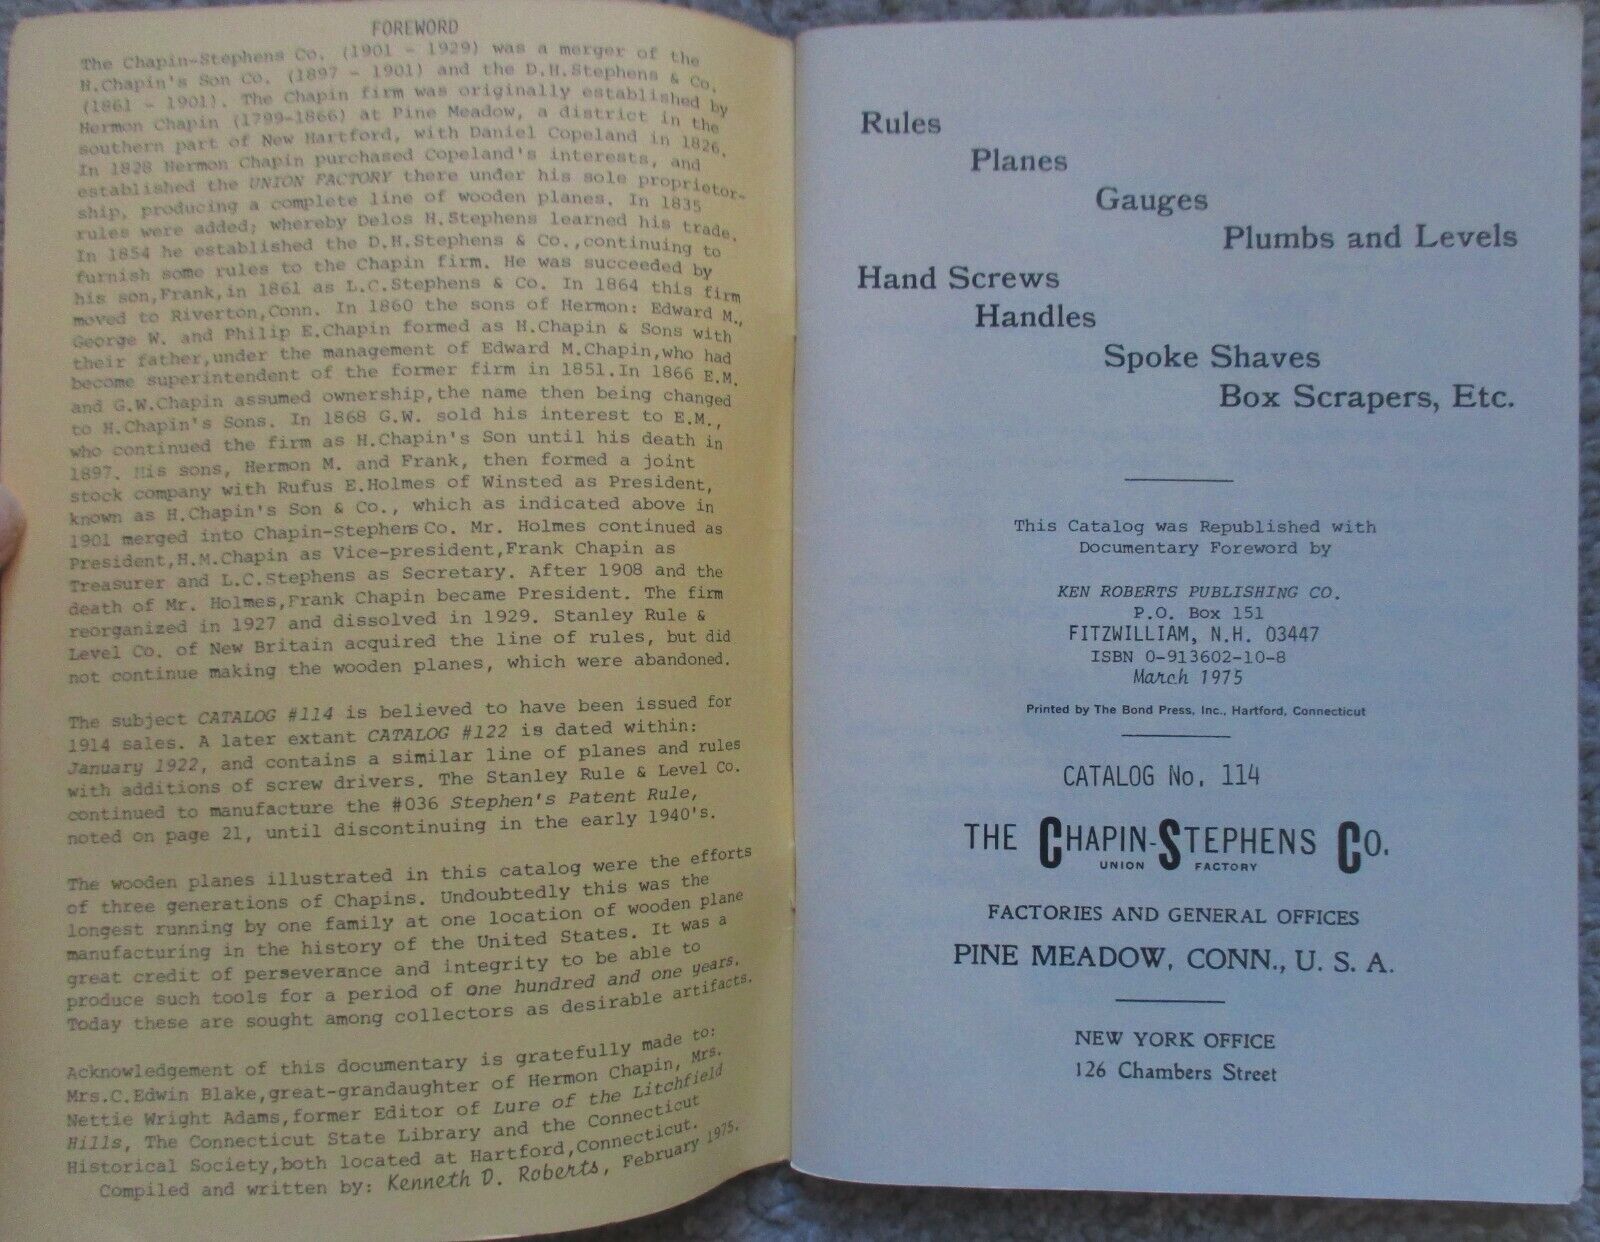 FOREWORD
The Chapin-Stephens Co. (1901 - 1929) was a merger of the
H.Chapin's Son Co. (1897 - 1901) and the D.H.Stephens & Co.
(1861 - 1901). The Chapin firm was originally established by
Hermon Chapin (1799-1866) at Pine Meadow, a district in the
southern part of New Hartford, with Daniel Copeland in 1826.
In 1828 Hermon Chapin purchased Copeland's interests, and
established the UNION FACTORY there under his sole proprietor-
ship, producing a complete line of wooden planes. In 1835
rules were added; whereby Delos H.Stephens learned his trade.
In 1854 he established the D.H.Stephens & Co.,continuing to
furnish some rules to the Chapin firm. He was succeeded by
his son,Frank,in 1861 as L.C.Stephens & Co. In 1864 this firm
moved to Riverton,Conn. In 1860 the sons of Hermon: Edward M.,
George W. and Philip E.Chapin formed as H.Chapin & Sons with
their father,under the management of Edward M.Chapin,who had
become superintendent of the former firm in 1851.In 1866 E.M.
and G.W.Chapin assumed ownership,the name then being changed
to H.Chapin's Sons. In 1868 G.W. sold his interest to E.M.,
who continued the firm as H.Chapin's Son until his death in
1897. His sons, Hermon M. and Frank, then formed a joint
stock company with Rufus E.Holmes of Winsted as President,
known as H.Chapin's Son & Co., which as indicated above in
1901 merged into Chapin-Stephens Co. Mr. Holmes continued as
President,H.M.Chapin as Vice-president,Frank Chapin as
Treasurer and L.C.Stephens as Secretary. After 1908 and the
death of Mr. Holmes,Frank Chapin became President. The firm
reorganized in 1927 and dissolved in 1929. Stanley Rule &
Level Co. of New Britain acquired the line of rules, but did
not continue making the wooden planes, which were abandoned.
The subject CATALOG #114 is believed to have been issued for
1914 sales. A later extant CATALOG #122 is dated within:
January 1922, and contains a similar line of planes and rules
with additions of screw drivers. The Stanley Rule & Level Co.
continued to manufacture the #036 Stephen's Patent Rule,
noted on page 21, until discontinuing in the early 1940's.
The wooden planes illustrated in this catalog were the efforts
of three generations of Chapins. Undoubtedly this was the
longest running by one family at one location of wooden plane
manufacturing in the history of the United States. It was a
great credit of perseverance and integrity to be able to
produce such tools for a period of one hundred and one years.
Today these are sought among collectors as desirable artifacts.
Acknowledgement of this documentary is gratefully made to:
Mrs.C.Edwin Blake,great-grandaughter of Hermon Chapin, Mrs.
Nettie Wright Adams,former Editor of Lure of the Litchfield
Hills, The Connecticut State Library and the Connecticut
Historical Society,both located at Hartford,Connecticut.
Compiled and written by: Kenneth D. Roberts, February 1975.
Rules
Planes
Gauges
Plumbs and Levels
Hand Screws
Handles
Spoke Shaves
Box Scrapers, Etc.
This Catalog was Republished with
Documentary Foreword by
KEN ROBERTS PUBLISHING CO.
P.O. Box 151
FITZWILLIAM, N.H. 03447
ISBN 0-913602-10-8
March 1975
Printed by The Bond Press, Inc., Hartford, Connecticut
CATALOG No. 114
THE CHAPIN-STEPHENS CO.
UNION FACTORY
FACTORIES AND GENERAL OFFICES
PINE MEADOW, CONN., U. S. A.
NEW YORK OFFICE
126 Chambers Street